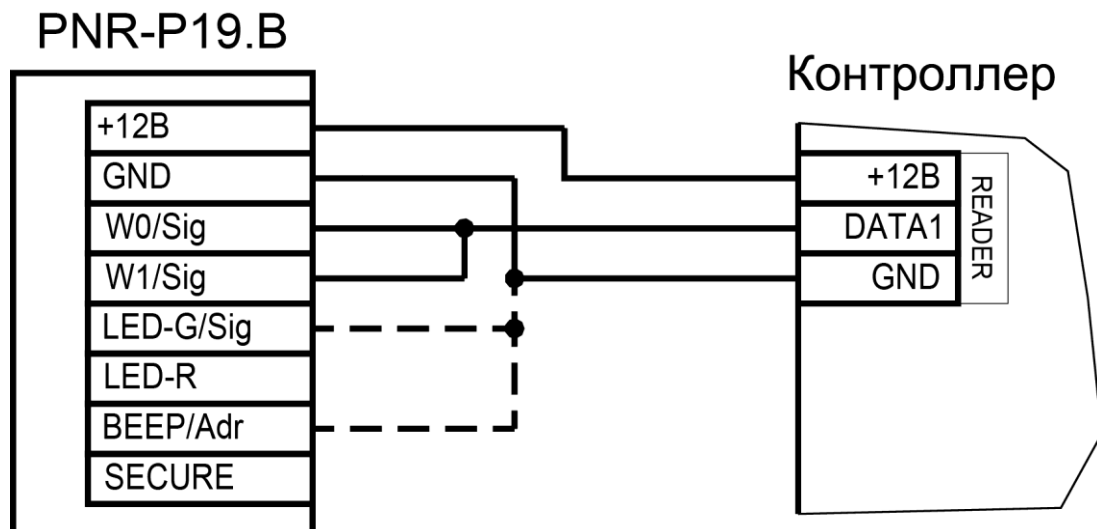 PNR-P19.B
+12В
GND
W0/Sig
W1/Sig
LED-G/Sig
LED-R
BEEP/Adr
SECURE
Контроллер
+12В
DATA1
GND
READER